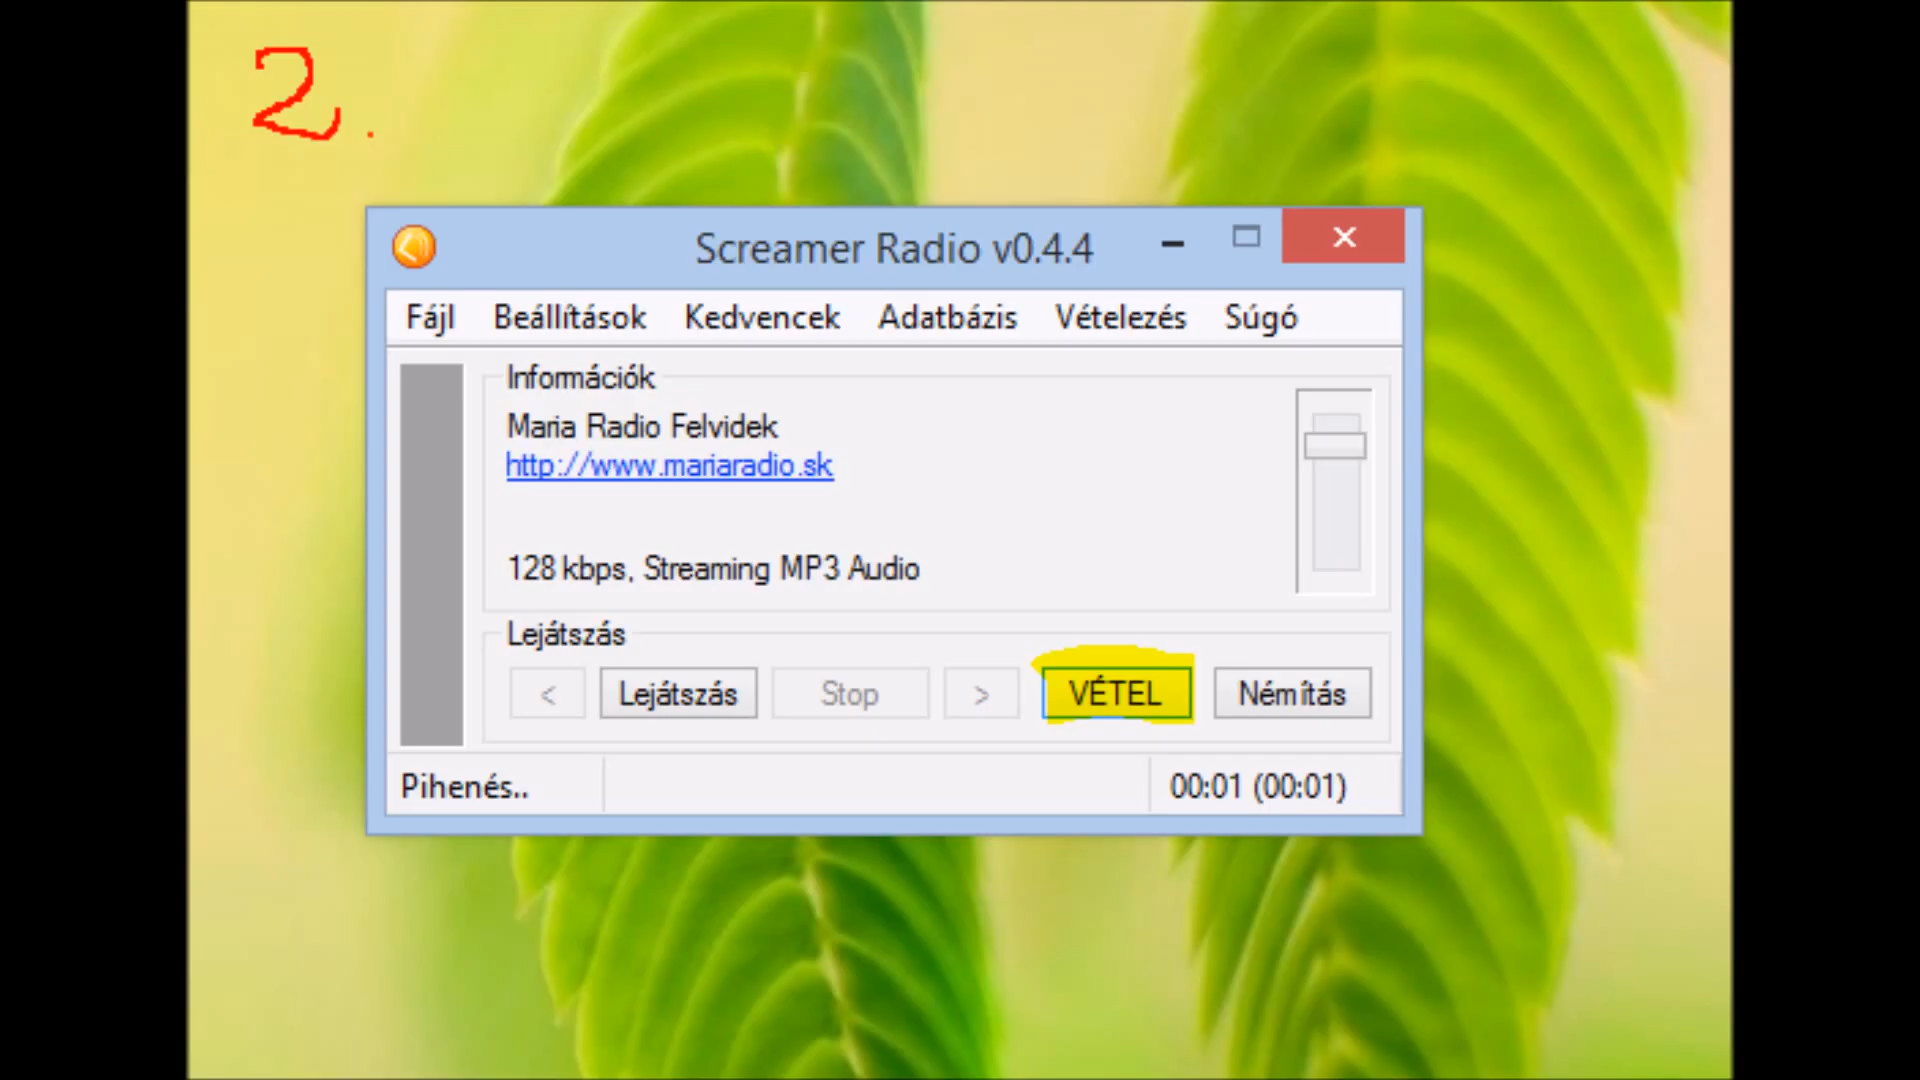 2.
Screamer Radio v0.4.4
Fájl Beállítások Kedvencek Adatbázis Vételezés Súgó
Információk
Maria Radio Felvidek
http://www.mariaradio.sk
128 kbps, Streaming MP3 Audio
Lejátszás
< Lejátszás Stop > VÉTEL Némítás
Pihenés.. 00:01 (00:01)